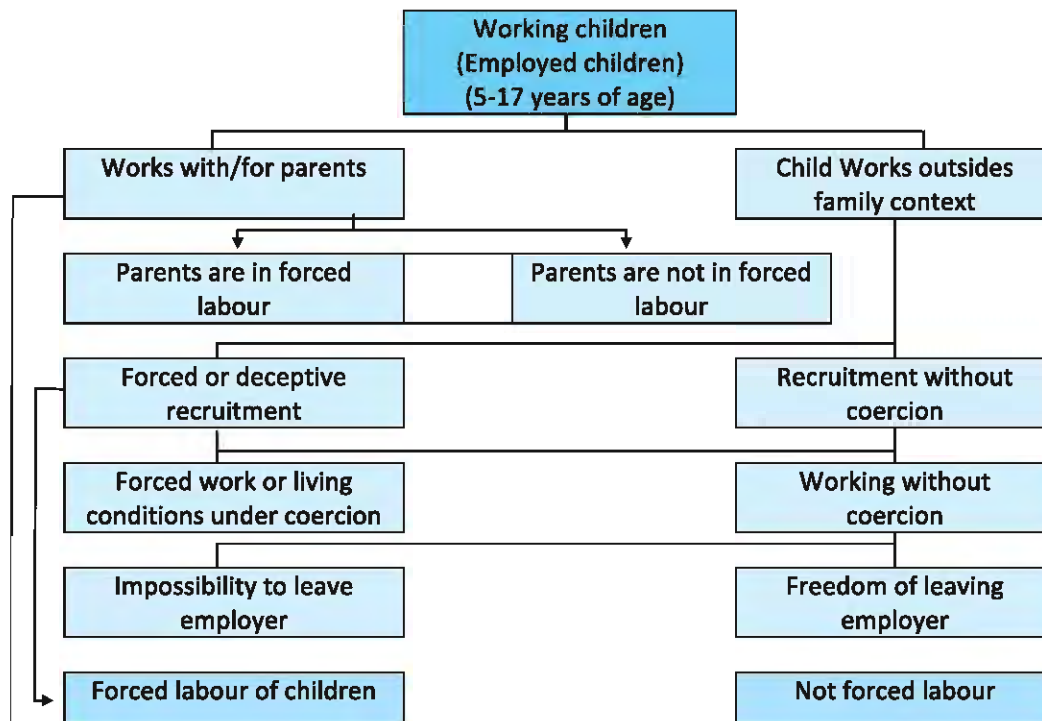 Working children
(Employed children)
(5-17 years of age)
Works with/for parents
Child Works outsides
family context
Parents are in forced
labour
Parents are not in forced
labour
Forced or deceptive
recruitment
Recruitment without
coercion
Forced work or living
conditions under coercion
Working without
coercion
Impossibility to leave
employer
Freedom of leaving
employer
Forced labour of children
Not forced labour